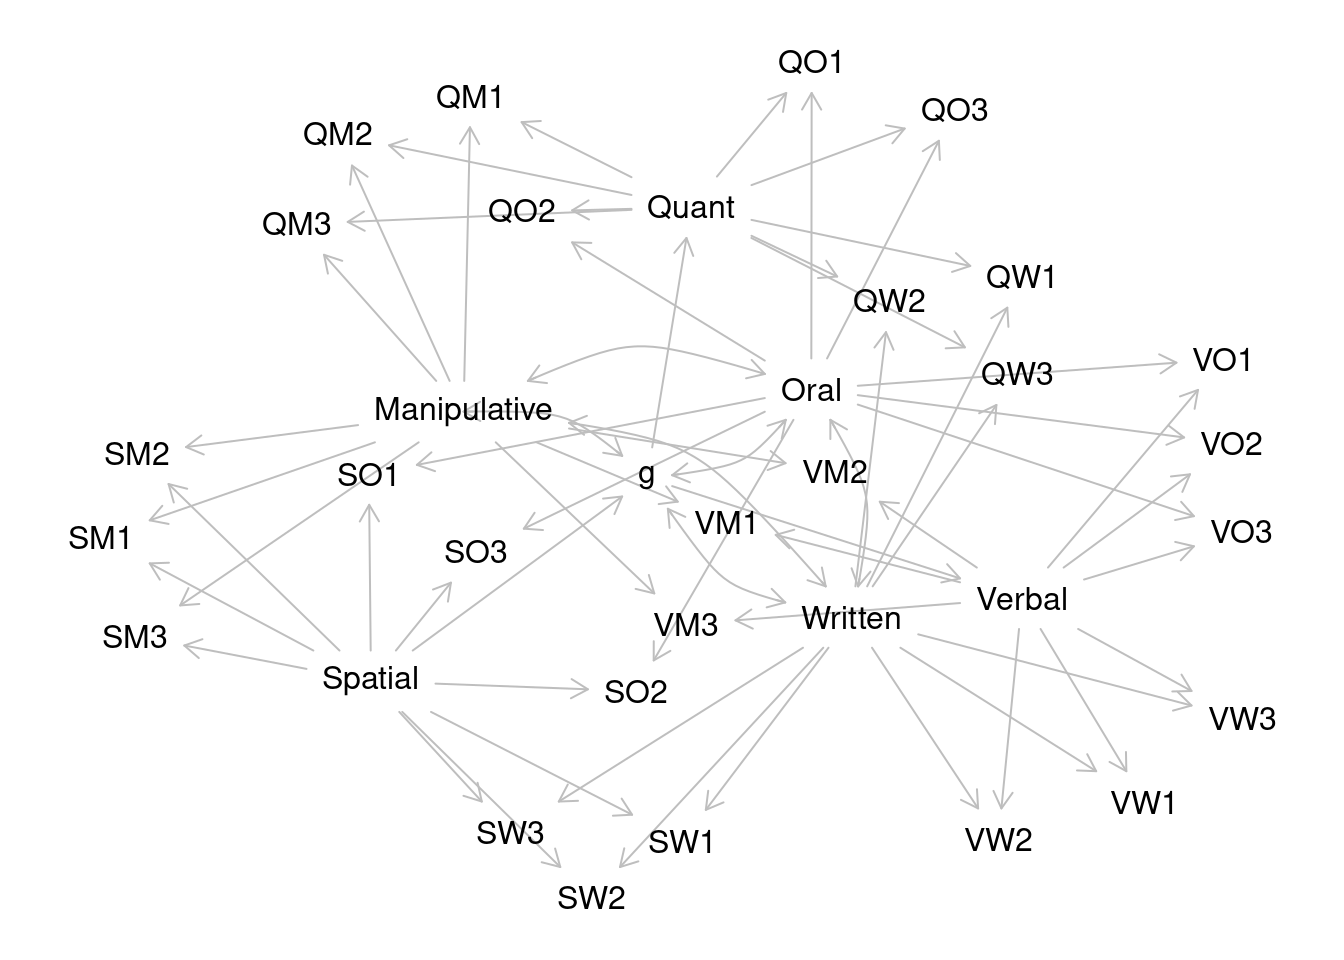 QO1
QM1
QO3
QM2
Quant
QO2
QM3
QW1
QW2
VO1
QW3
Oral
Manipulative
VO2
SM2
VM2
g
SO1
VM1
VO3
SM1
SO3
Verbal
Written
VM3
SM3
Spatial
SO2
VW3
VW1
SW3
VW2
SW1
SW2